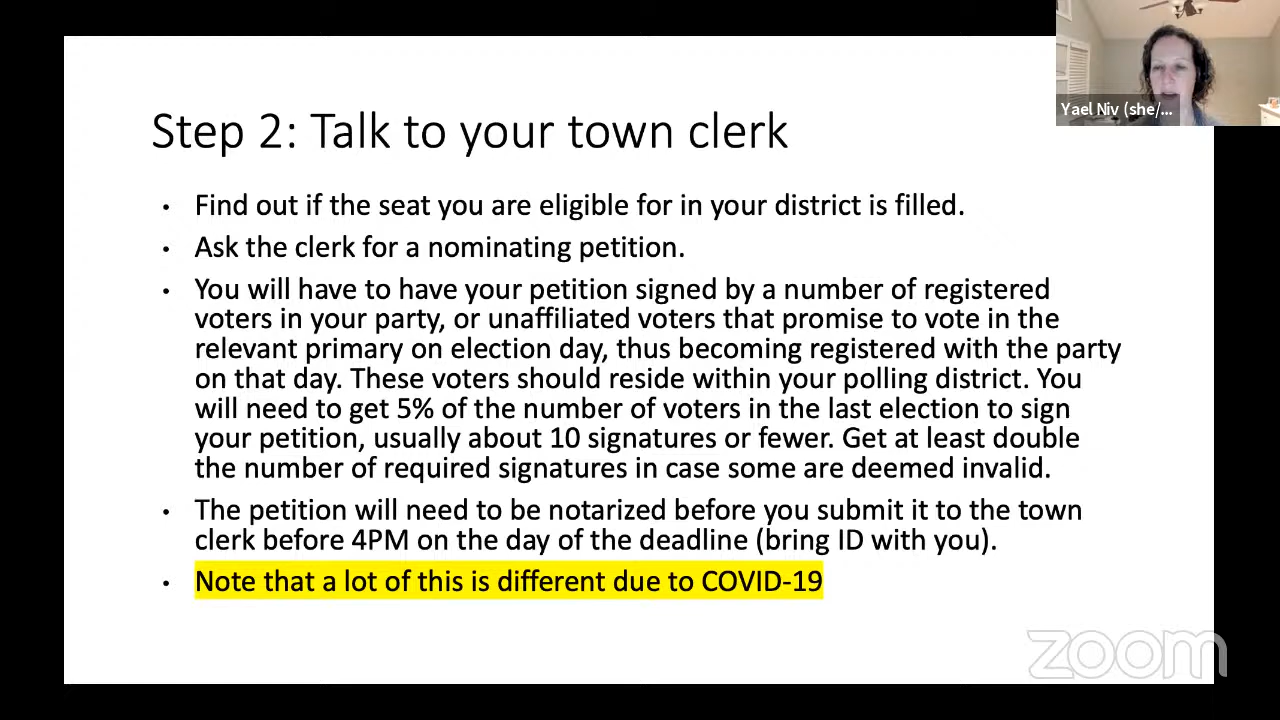 Yael Niv (she/...
Step 2: Talk to your town clerk
• Find out if the seat you are eligible for in your district is filled.
• Ask the clerk for a nominating petition.
• You will have to have your petition signed by a number of registered
voters in your party, or unaffiliated voters that promise to vote in the
relevant primary on election day, thus becoming registered with the party
on that day. These voters should reside within your polling district. You
will need to get 5% of the number of voters in the last election to sign
your petition, usually about 10 signatures or fewer. Get at least double
the number of required signatures in case some are deemed invalid.
• The petition will need to be notarized before you submit it to the town
clerk before 4PM on the day of the deadline (bring ID with you).
• Note that a lot of this is different due to COVID-19
zoom